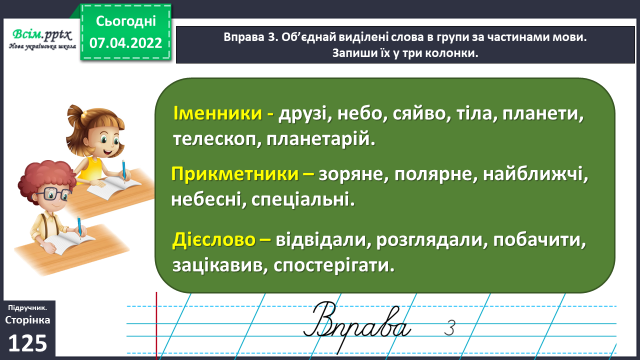 Всім.pptx
Нова українська школа
Сьогодні
07.04.2022
Вправа 3. Об’єднай виділені слова в групи за частинами мови.
Запиши їх у три колонки.
Іменники - друзі, небо, сяйво, тіла, планети,
телескоп, планетарій.
Прикметники – зоряне, полярне, найближчі,
небесні, спеціальні.
Дієслово – відвідали, розглядали, побачити,
зацікавив, спостерігати.
Підручник.
Сторінка
125
Вправа 3